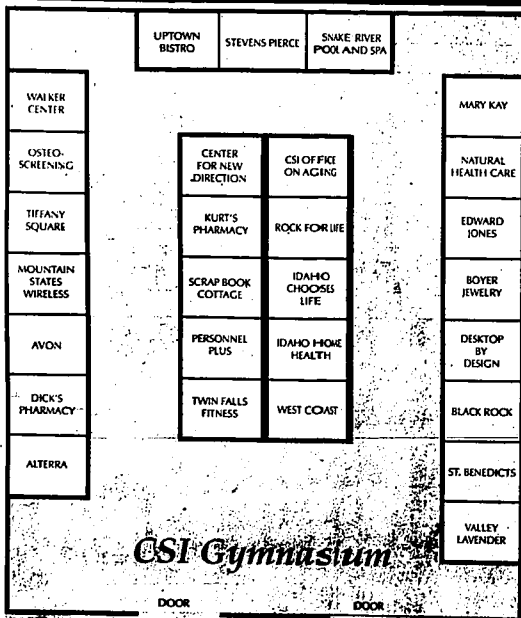 UPTOWN
BISTRO
STEVENS PIERCE
SNAKE RIVER
POOL AND SPA
WALKER
CENTER
OSTEO-
SCREENING
TIFFANY
SQUARE
MOUNTAIN
STATES
WIRELESS
AVON
DICK'S
PHARMACY
ALTERRA
CENTER
FOR NEW
DIRECTION
KURT'S
PHARMACY
SCRAP BOOK
COTTAGE
PERSONNEL
PLUS
TWIN FALLS
FITNESS
CSI OFFICE
ON AGING
ROCK FOR LIFE
IDAHO
CHOOSES
LIFE
IDAHO HOME
HEALTH
WEST COAST
MARY KAY
NATURAL
HEALTH CARE
EDWARD
JONES
BOYER
JEWELRY
DESKTOP
BY
DESIGN
BLACK ROCK
ST. BENEDICTS
VALLEY
LAVENDER
CSI Gymnasium
DOOR
DOOR